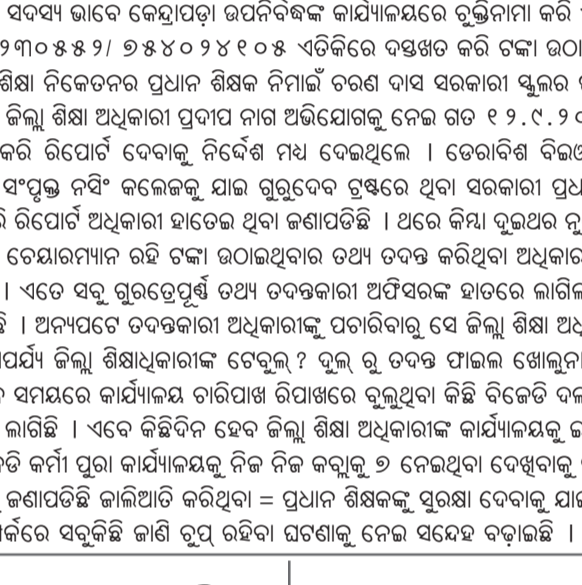 ସଦସ୍ୟ ଭାବେ କେନ୍ଦ୍ରାପଡ଼ା ଉପନିବନ୍ଧକଙ୍କ କାର୍ଯ୍ୟାଳୟରେ ଚୁକ୍ତିନାମା କରି
୨୩୦୫୫୨/ ୭୫୪୦୨୪୧୦୫ ଏଡିକିରେ ଦସ୍ତଖତ କରି ଟଙ୍କା ଉଠା
ଶିକ୍ଷା ନିକେତନର ପ୍ରଧାନ ଶିକ୍ଷକ ନିମାଇଁ ଚରଣ ଦାସ ସରକାରୀ ସ୍କୁଲର
ଜିଲ୍ଲା ଶିକ୍ଷା ଅଧିକାରୀ ପ୍ରଦୀପ ନାଗ ଅଭିଯୋଗକୁ ନେଇ ଗତ ୧୨.୯.୨୦
କରି ରିପୋର୍ଟ ଦେବାକୁ ନିର୍ଦ୍ଦେଶ ମଧ୍ୟ ଦେଇଥିଲେ । ଡେରାବିଶ ବିଇଓ
ସଂପୃକ୍ତ ନର୍ସିଂ କଲେଜକୁ ଯାଇ ଗୁରୁଦେବ ଟ୍ରଷ୍ଟରେ ଥିବା ସରକାରୀ ପ୍ରଧା
ରିପୋର୍ଟ ଅଧିକାରୀ ହାତେଇ ଥିବା ଜଣାପଡିଛି । ଥରେ କିମ୍ବା ଦୁଇଥର ନୁ
ଚେୟାରମ୍ୟାନ ରହି ଟଙ୍କା ଉଠାଇଥିବାର ତଥ୍ୟ ତଦନ୍ତ କରିଥିବା ଅଧିକାରୀ
। ଏତେ ସବୁ ଗୁରତ୍ରେପୂର୍ଣ୍ଣ ତଥ୍ୟ ତଦନ୍ତକାରୀ ଅଫିସରଙ୍କ ହାତରେ ଲାଗିଲା
ଛି । ଅନ୍ୟପଟେ ତଦନ୍ତକାରୀ ଅଧିକାରୀଙ୍କୁ ପଚାରିବାରୁ ସେ ଜିଲ୍ଲା ଶିକ୍ଷା ଅଧି
ପର୍ଯ୍ୟ ଜିଲ୍ଲା ଶିକ୍ଷାଧିକାରୀଙ୍କ ଟେବୁଲ୍ ? ଦୁଲ୍ ରୁ ତଦନ୍ତ ଫାଇଲ ଖୋଲୁନା
ସମୟରେ କାର୍ଯ୍ୟାଳୟ ଚାରିପାଖ ରିପାଖରେ ବୁଲୁଥିବା କିଛି ବିଜେଡି ଦଳ
ଲାଗିଛି । ଏବେ କିଛିଦିନ ହେବ ଜିଲ୍ଲା ଶିକ୍ଷା ଅଧିକାରୀଙ୍କ କାର୍ଯ୍ୟାଳୟକୁ
ଡି କର୍ମୀ ପୁରା କାର୍ଯ୍ୟାଳୟକୁ ନିଜ ନିଜ କବ୍ଲାକୁ ୭ ନେଇଥିବା ଦେଖିବାକୁ
ଜଣାପଡିଛି ଜାଲିଆତି କରିଥିବା = ପ୍ରଧାନ ଶିକ୍ଷକଙ୍କୁ ସୁରକ୍ଷା ଦେବାକୁ ଯାଇ
ର୍କରେ ସବୁକିଛି ଜାଣି ଚୁପ୍ ରହିବା ଘଟଣାକୁ ନେଇ ସନ୍ଦେହ ବଢ଼ାଇଛି ।